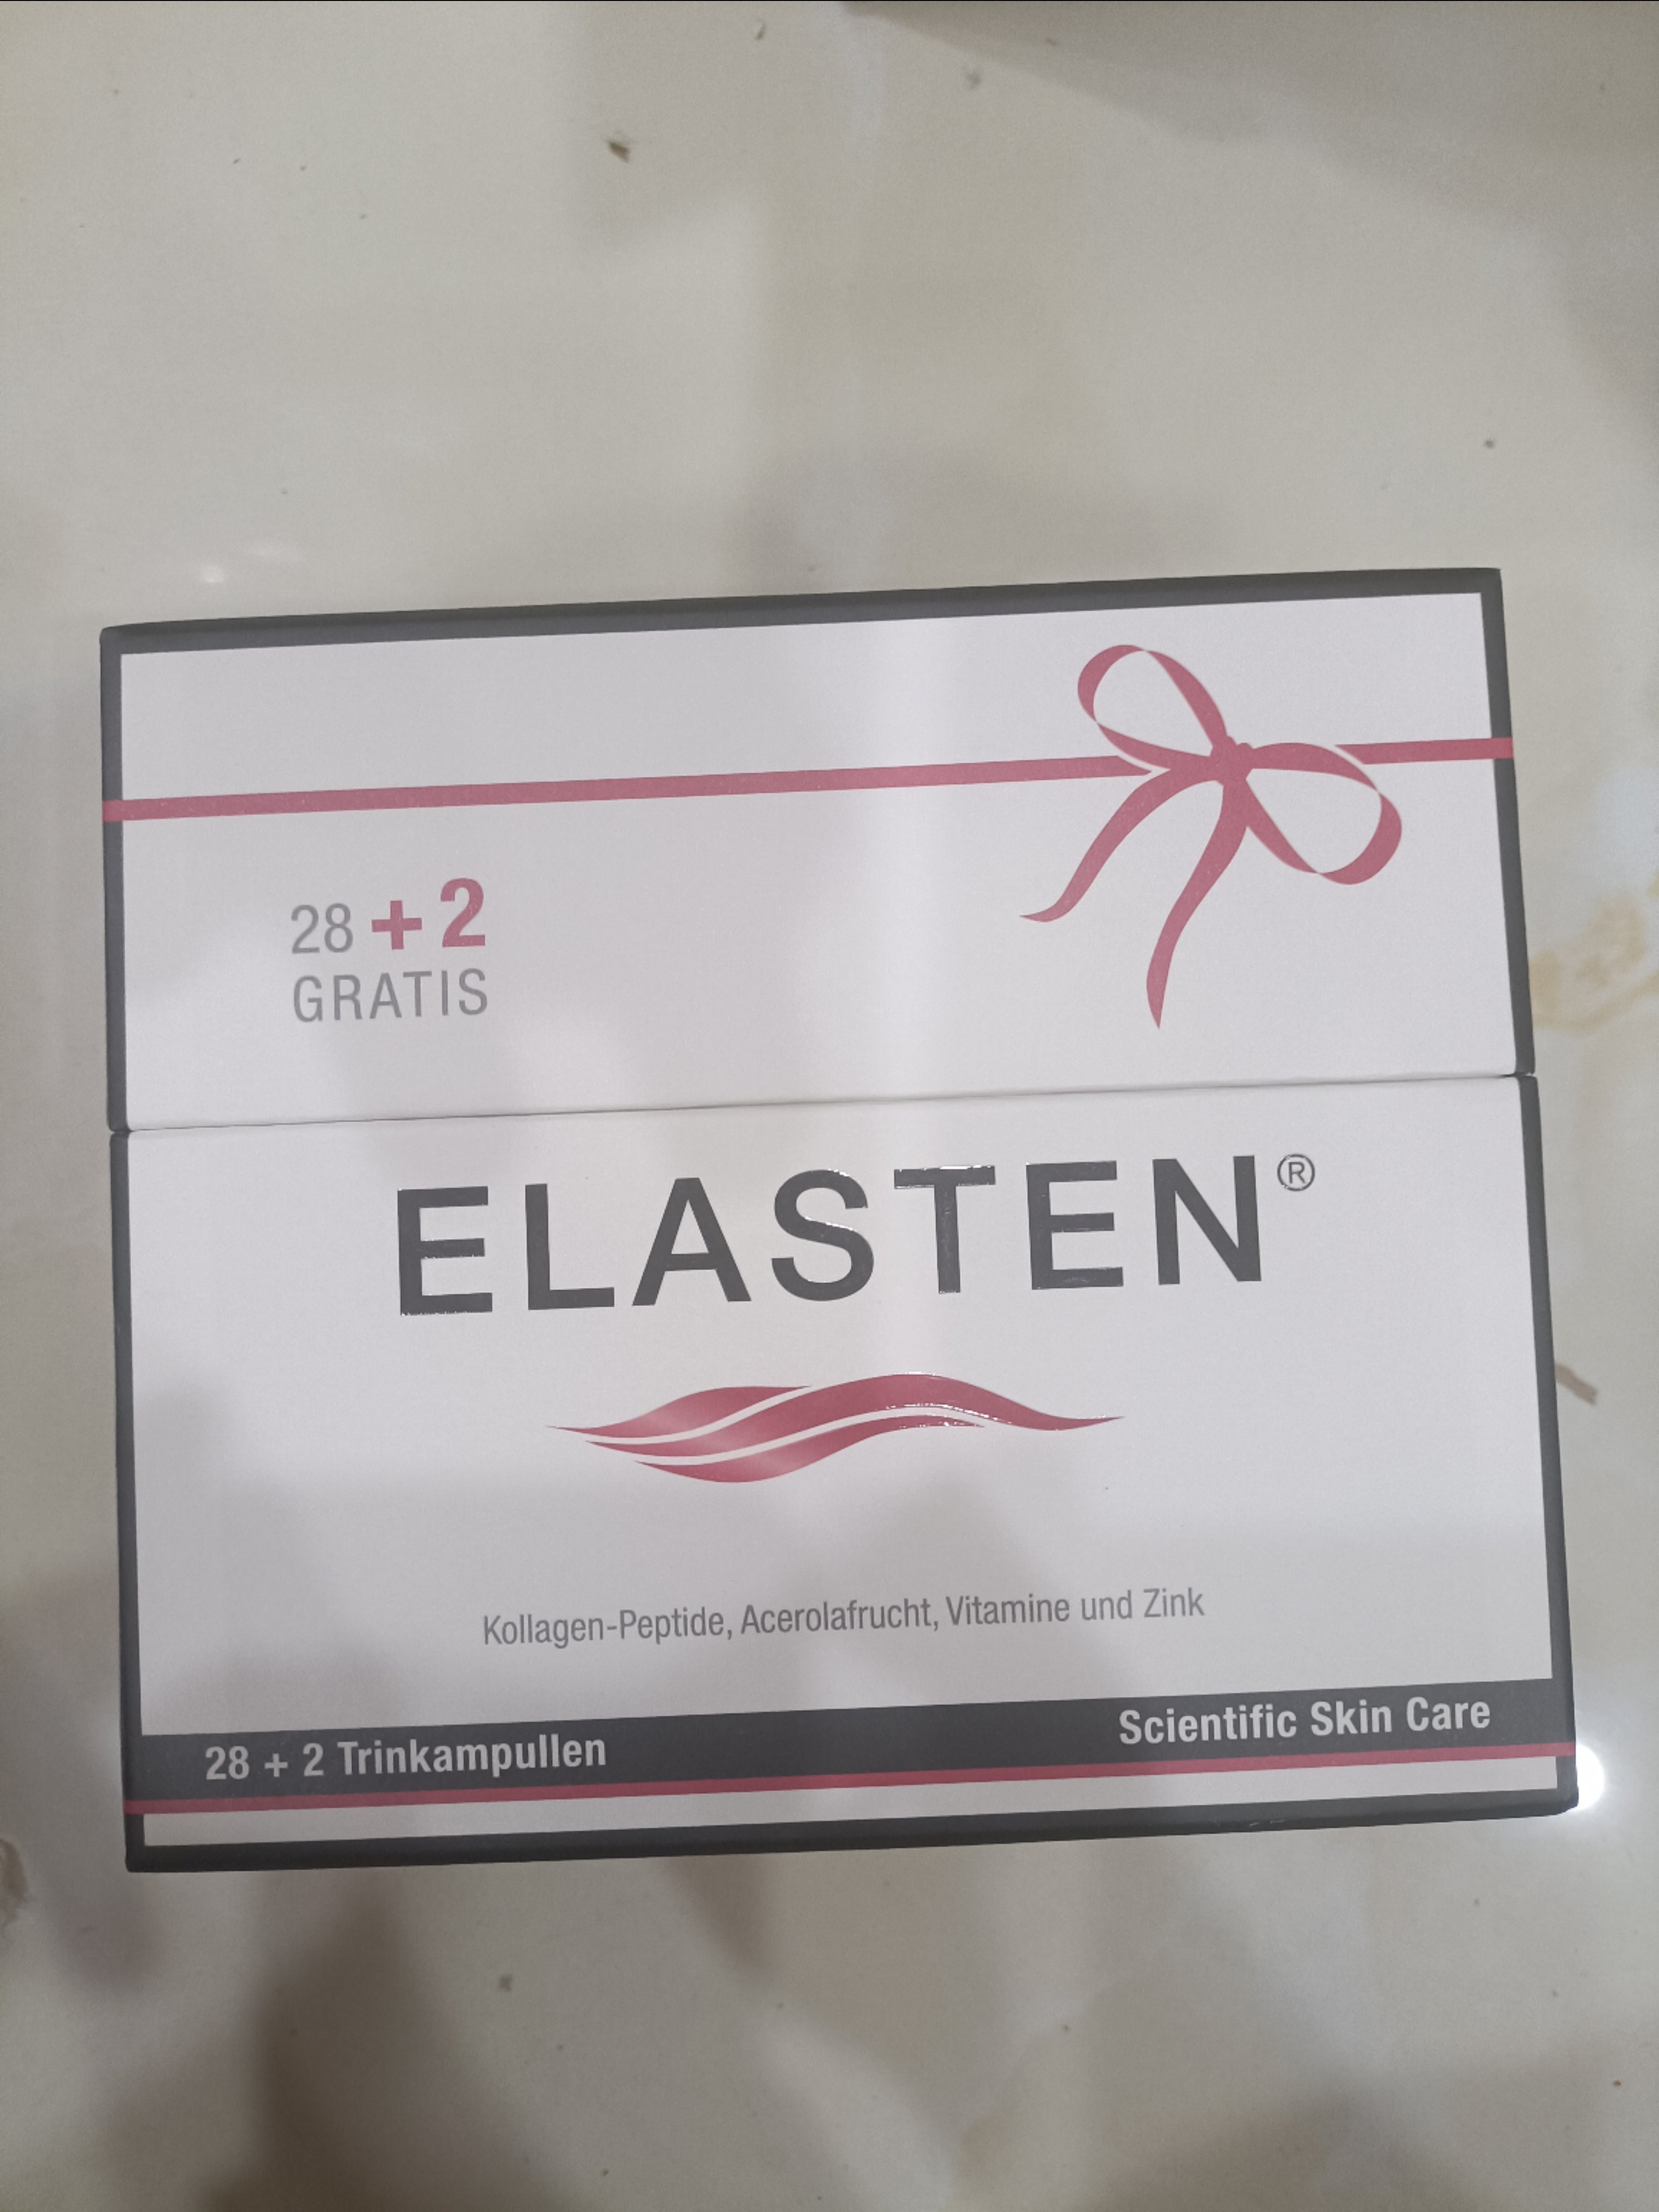 28 + 2
GRATIS
ELASTEN®
Kollagen-Peptide, Acerolafrucht, Vitamine und Zink
28 + 2 Trinkampullen
Scientific Skin Care